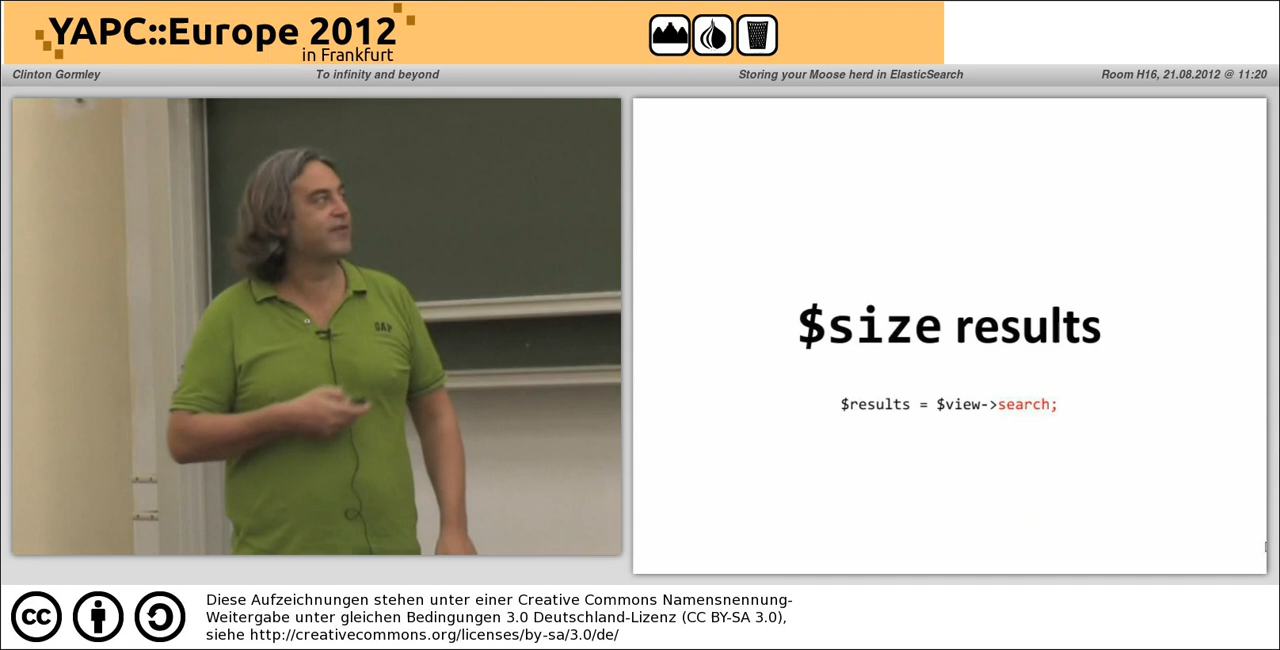 YAPC::Europe 2012
in Frankfurt
Clinton Gormley To infinity and beyond Storing your Moose herd in ElasticSearch Room H16, 21.08.2012 @ 11:20
GAP
$size results
$results = $view->search;
cc
Diese Aufzeichnungen stehen unter einer Creative Commons Namensnennung-
Weitergabe unter gleichen Bedingungen 3.0 Deutschland-Lizenz (CC BY-SA 3.0),
siehe http://creativecommons.org/licenses/by-sa/3.0/de/